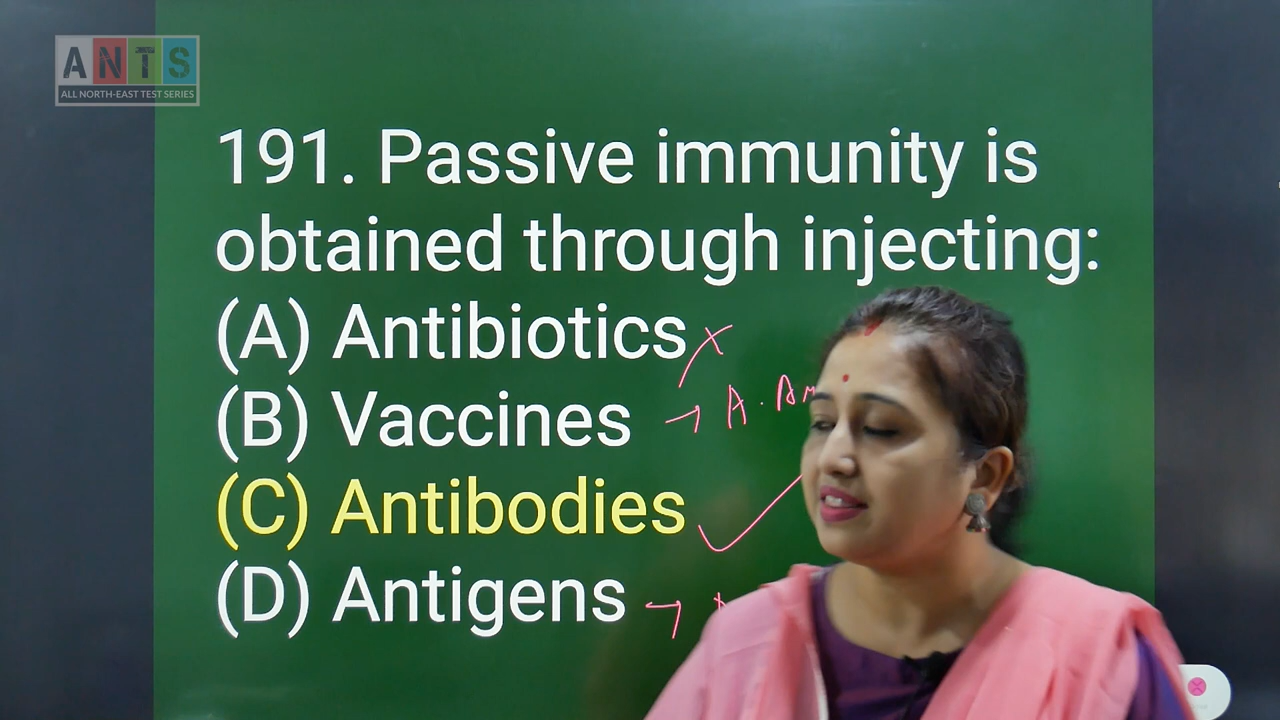 ANTS
ALL NORTH-EAST TEST SERIES
191. Passive immunity is
obtained through injecting:
(A) Antibiotics
(B) Vaccines → A.
(C) Antibodies
(D) Antigens →